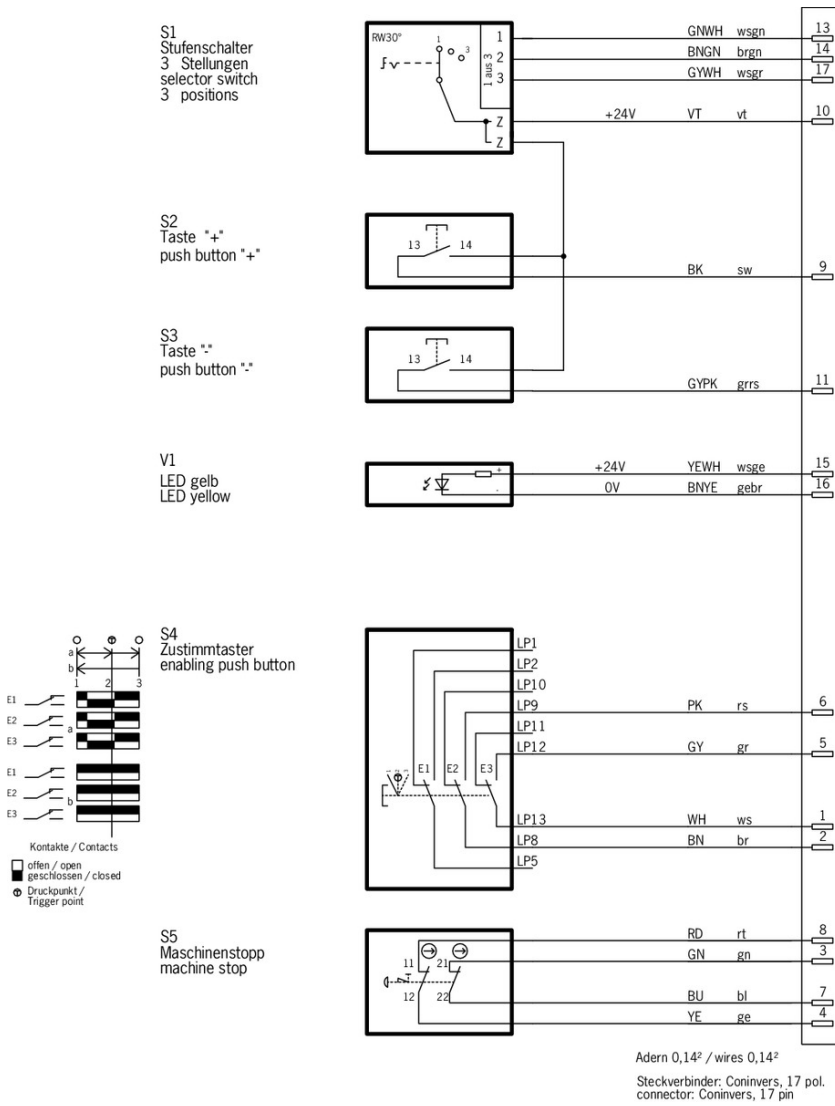 S1
Stufenschalter
3 Stellungen
selector switch
3 positions
RW30°
1
3
1 aus 3
1
2
3
Z
Z
GNWH wsgn 13
BNGN brgn 14
GYWH wsgr 17
+24V VT vt 10
S2
Taste "+"
push button "+"
13 14
BK sw 9
S3
Taste "-"
push button "-"
13 14
GYPK grrs 11
V1
LED gelb
LED yellow
+
-
+24V YEWH wsge 15
0V BNYE gebr 16
S4
Zustimmtaster
enabling push button
a
b
1 2 3
E1
E2
a
E3
E1
E2
b
E3
Kontakte / Contacts
offen / open
geschlossen / closed
Druckpunkt /
Trigger point
LP1
LP2
LP10
LP9 PK rs 6
LP11
LP12 GY gr 5
E1 E2 E3
LP13 WH ws 1
LP8 BN br 2
LP5
S5
Maschinenstopp
machine stop
11 21
12 22
RD rt 8
GN gn 3
BU bl 7
YE ge 4
Adern 0,14² / wires 0,14²
Steckverbinder: Coninvers, 17 pol.
connector: Coninvers, 17 pin